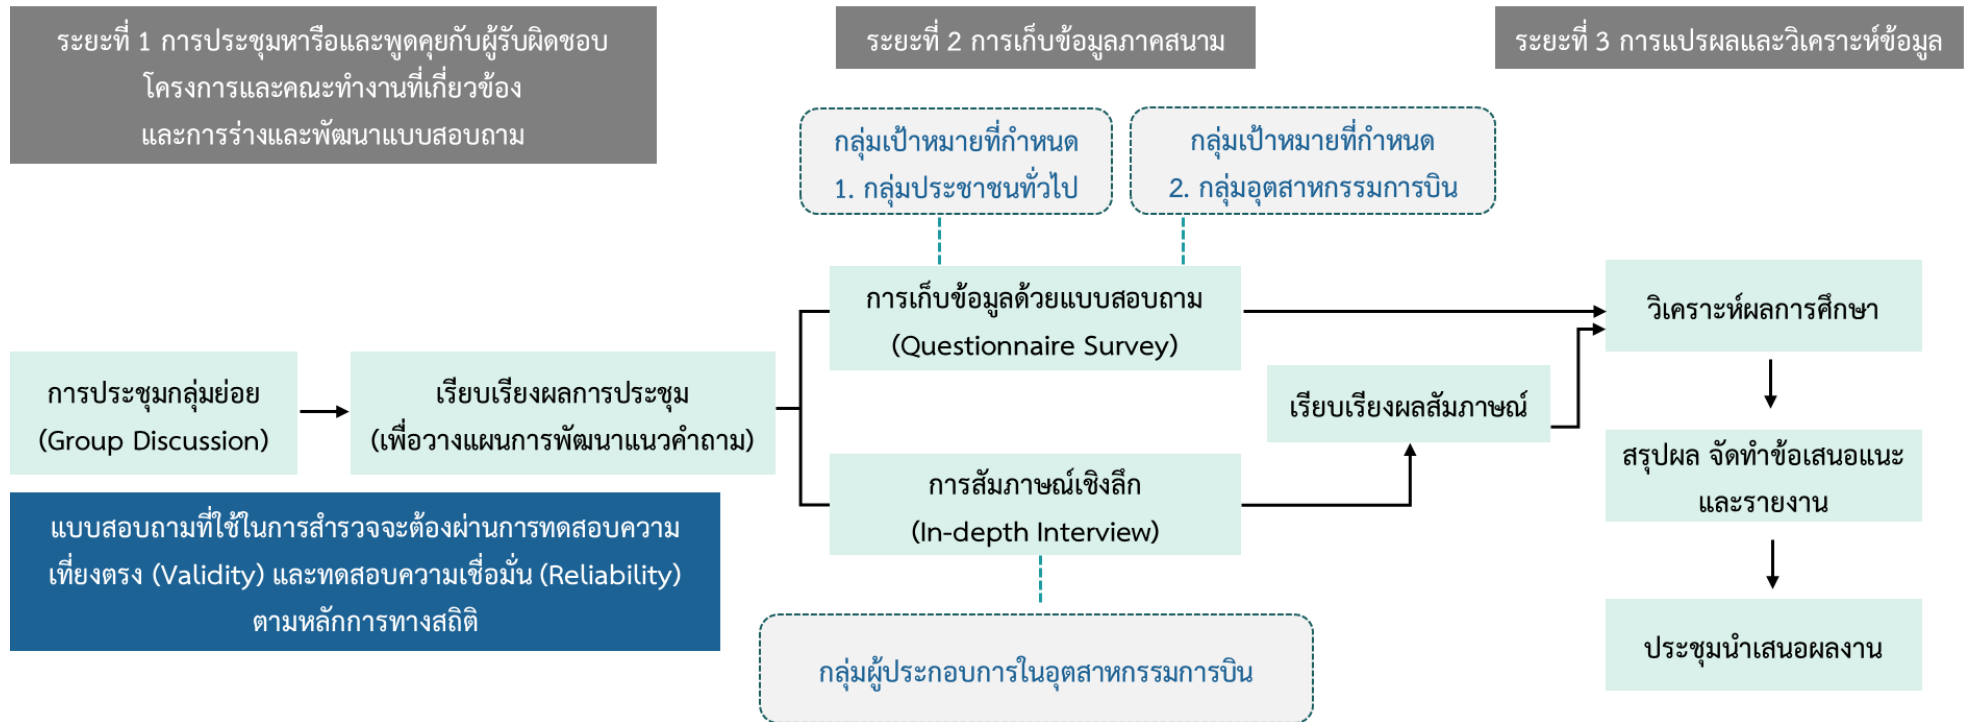 ระยะที่ 1 การประชุมหารือและพูดคุยกับผู้รับผิดชอบ
โครงการและคณะทำงานที่เกี่ยวข้อง
และการร่างและพัฒนาแบบสอบถาม
ระยะที่ 2 การเก็บข้อมูลภาคสนาม
ระยะที่ 3 การแปรผลและวิเคราะห์ข้อมูล
กลุ่มเป้าหมายที่กำหนด
1. กลุ่มประชาชนทั่วไป
กลุ่มเป้าหมายที่กำหนด
2. กลุ่มอุตสาหกรรมการบิน
การประชุมกลุ่มย่อย
(Group Discussion)
เรียบเรียงผลการประชุม
(เพื่อวางแผนการพัฒนาแนวคำถาม)
แบบสอบถามที่ใช้ในการสำรวจจะต้องผ่านการทดสอบความ
เที่ยงตรง (Validity) และทดสอบความเชื่อมั่น (Reliability)
ตามหลักการทางสถิติ
การเก็บข้อมูลด้วยแบบสอบถาม
(Questionnaire Survey)
การสัมภาษณ์เชิงลึก
(In-depth Interview)
กลุ่มผู้ประกอบการในอุตสาหกรรมการบิน
เรียบเรียงผลสัมภาษณ์
วิเคราะห์ผลการศึกษา
สรุปผล จัดทำข้อเสนอแนะ
และรายงาน
ประชุมนำเสนอผลงาน